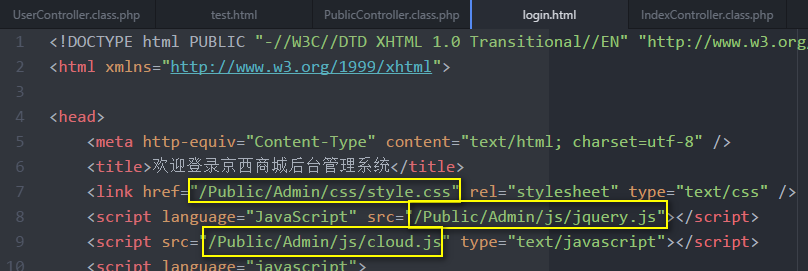 UserController.class.php test.html PublicController.class.php login.html IndexController.class.php
1 <!DOCTYPE html PUBLIC "-//W3C//DTD XHTML 1.0 Transitional//EN" "http://www.w3.org/
2 <html xmlns="http://www.w3.org/1999/xhtml">
3
4 <head>
5 <meta http-equiv="Content-Type" content="text/html; charset=utf-8" />
6 <title>欢迎登录京西商城后台管理系统</title>
7 <link href="/Public/Admin/css/style.css" rel="stylesheet" type="text/css" />
8 <script language="JavaScript" src="/Public/Admin/js/jquery.js"></script>
9 <script src="/Public/Admin/js/cloud.js" type="text/javascript"></script>
10 <script language="javascript">